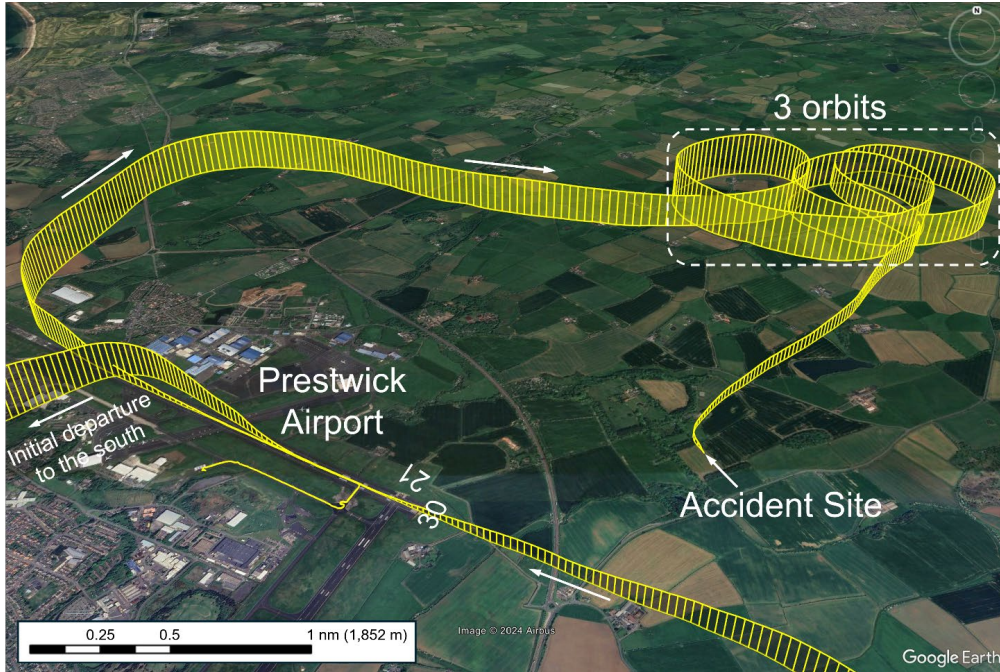 N
3 orbits
Prestwick
Airport
Initial departure
to the south
21
30
Accident Site
0.25
0.5
1 nm (1,852 m)
Image © 2024 Airbus
Google Earth